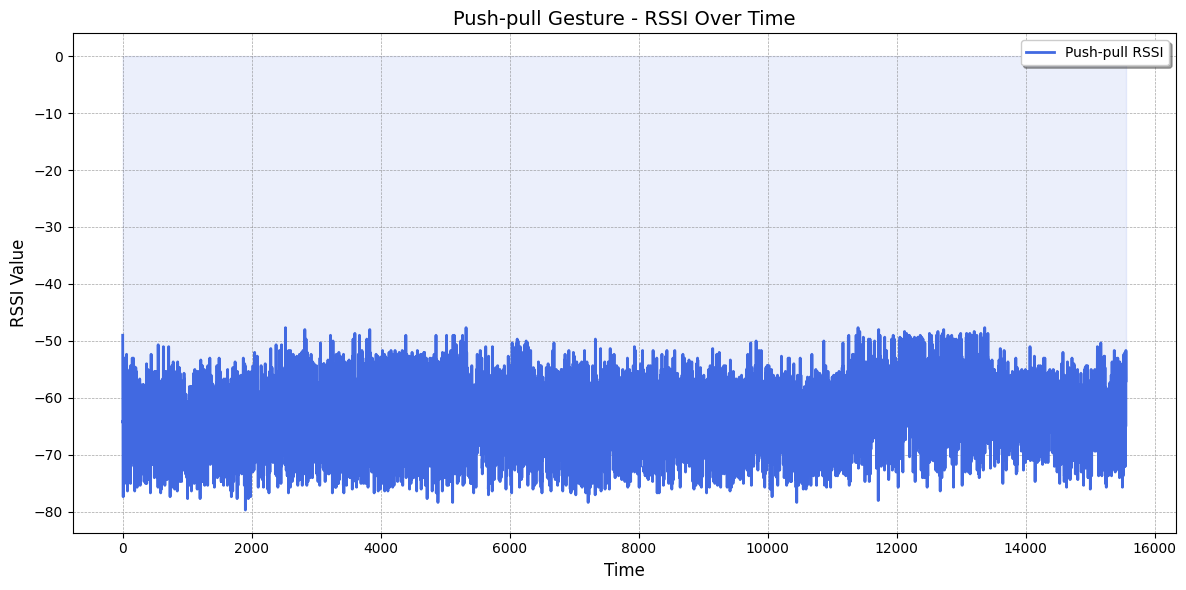 Push-pull Gesture - RSSI Over Time
Push-pull RSSI
RSSI Value
0
−10
−20
−30
−40
−50
−60
−70
−80
0 2000 4000 6000 8000 10000 12000 14000 16000
Time